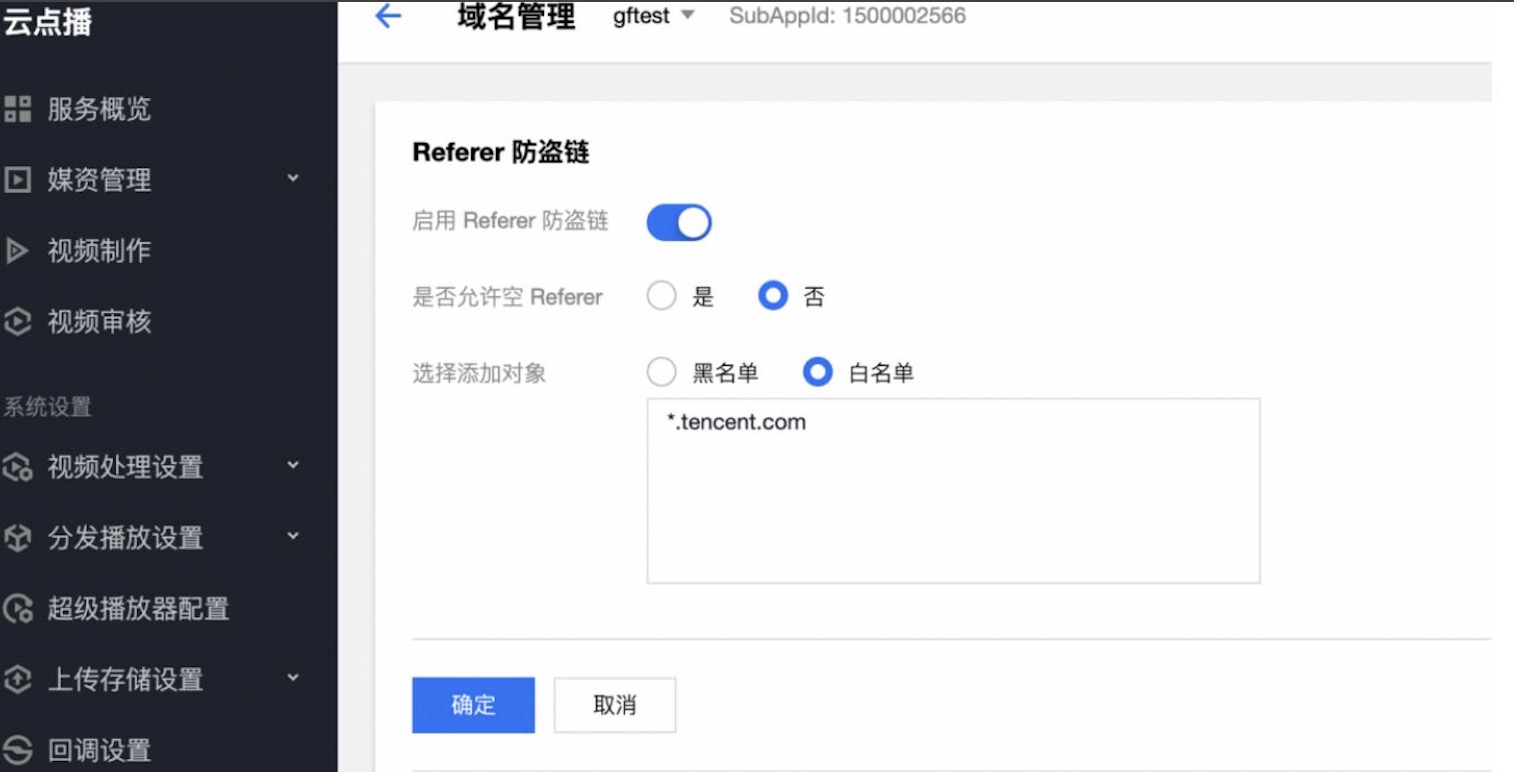 云点播
服务概览
媒资管理
视频制作
视频审核
系统设置
视频处理设置
分发播放设置
超级播放器配置
上传存储设置
回调设置
域名管理 gftest SubAppId: 1500002566
Referer 防盗链
启用 Referer 防盗链
是否允许空 Referer 是 否
选择添加对象 黑名单 白名单
*.tencent.com
确定 取消